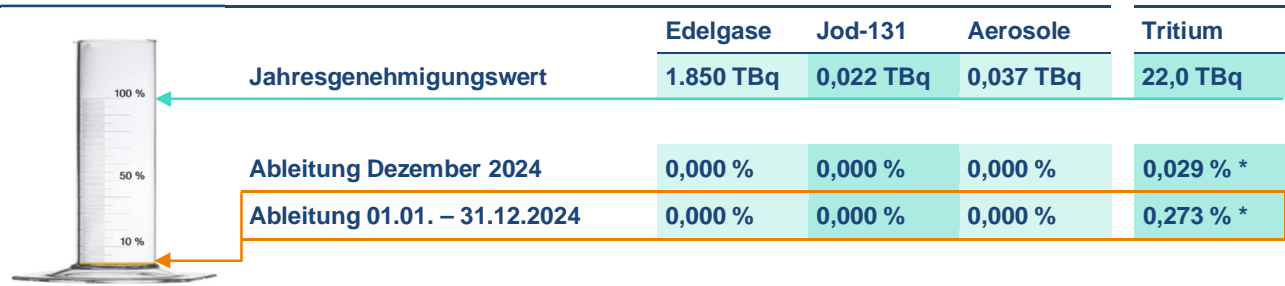 Edelgase Jod-131 Aerosole Tritium
Jahresgenehmigungswert 1.850 TBq 0,022 TBq 0,037 TBq 22,0 TBq
100 %
Ableitung Dezember 2024 0,000 % 0,000 % 0,000 % 0,029 % *
50 %
Ableitung 01.01. – 31.12.2024 0,000 % 0,000 % 0,000 % 0,273 % *
10 %